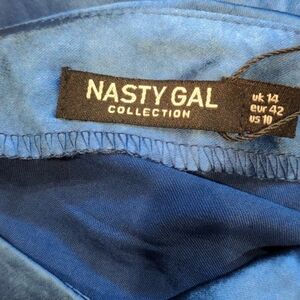 NASTY GAL
COLLECTION
uk 14
eur 42
us 10